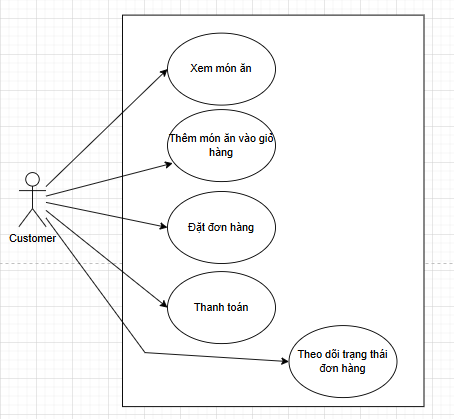 Xem món ăn
Thêm món ăn vào giỏ
hàng
Đặt đơn hàng
Customer
Thanh toán
Theo dõi trạng thái
đơn hàng